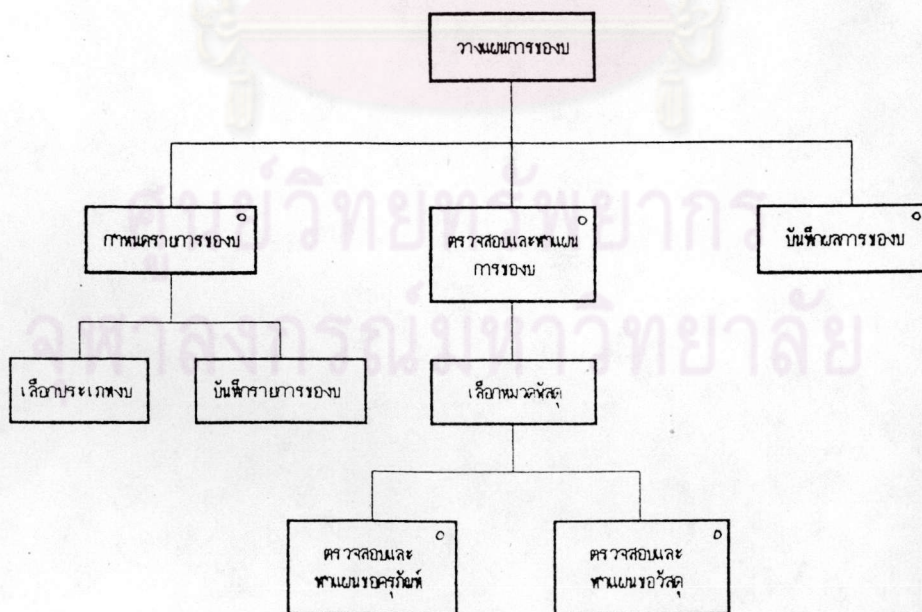 วางแผนการของบ
กำหนดรายการของบ
ตรวจสอบและทำแผน
การของบ
บันทึกผลการของบ
เลือกประเภทงบ
บันทึกรายการของบ
เลือกหมวดพัสดุ
ตรวจสอบและ
ทำแผนขอครุภัณฑ์
ตรวจสอบและ
ทำแผนขอวัสดุ
ศูนย์วิทยทรัพยากร
จุฬาลงกรณ์มหาวิทยาลัย